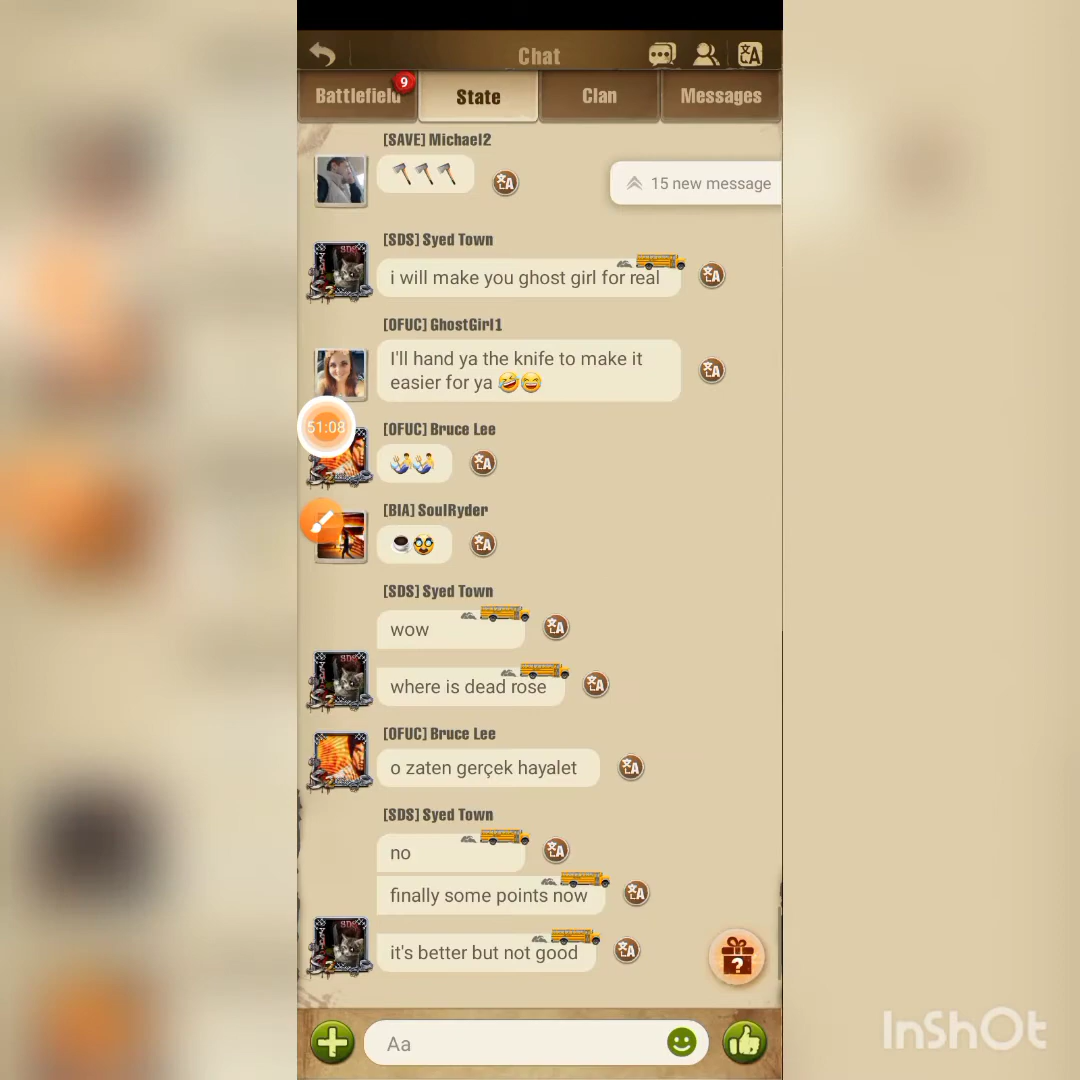 Chat
Battlefield
9
State
Clan
Messages
[SAVE] Michael2
15 new message
[SDS] Syed Town
i will make you ghost girl for real
[OFUC] GhostGirl1
I'll hand ya the knife to make it
easier for ya 🤣😄
51:08
[OFUC] Bruce Lee
[BIA] SoulRyder
[SDS] Syed Town
wow
where is dead rose
[OFUC] Bruce Lee
o zaten gerçek hayalet
[SDS] Syed Town
no
finally some points now
it's better but not good
Aa
InShOt